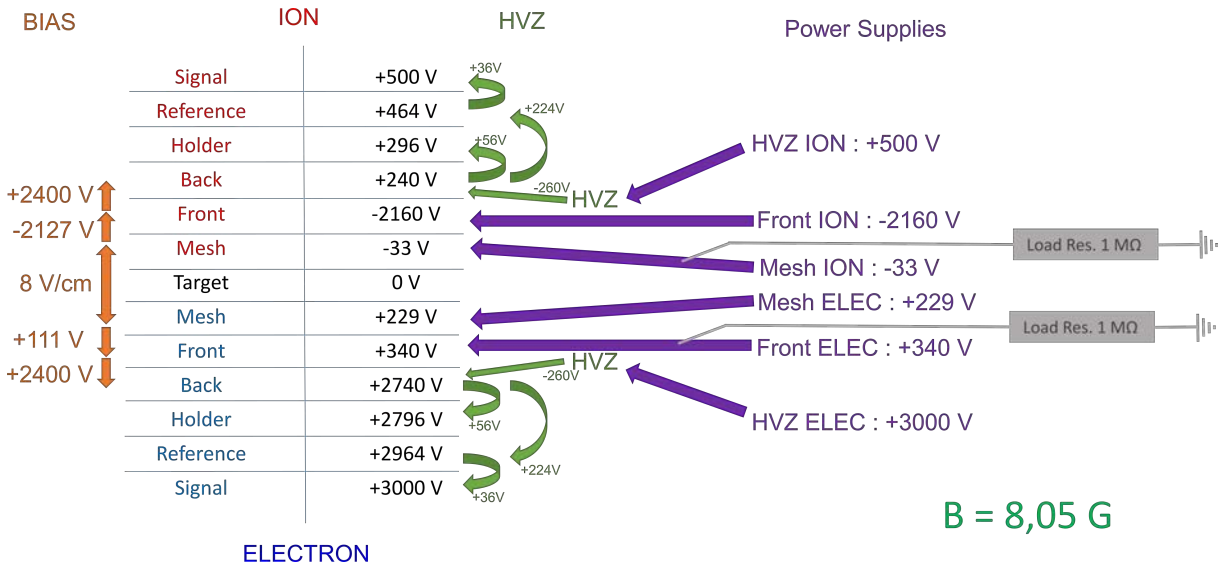 BIAS
ION
HVZ
Power Supplies
Signal +500 V
+36V
Reference +464 V
+224V
Holder +296 V
+56V
HVZ ION : +500 V
Back +240 V
-260V
HVZ
+2400 V
Front -2160 V
Front ION : -2160 V
-2127 V
Mesh -33 V
Load Res. 1 MΩ
Mesh ION : -33 V
8 V/cm
Target 0 V
Mesh ELEC : +229 V
Mesh +229 V
Load Res. 1 MΩ
+111 V
Front +340 V
Front ELEC : +340 V
HVZ
-260V
+2400 V
Back +2740 V
Holder +2796 V
+56V
HVZ ELEC : +3000 V
Reference +2964 V
+224V
Signal +3000 V
+36V
B = 8,05 G
ELECTRON